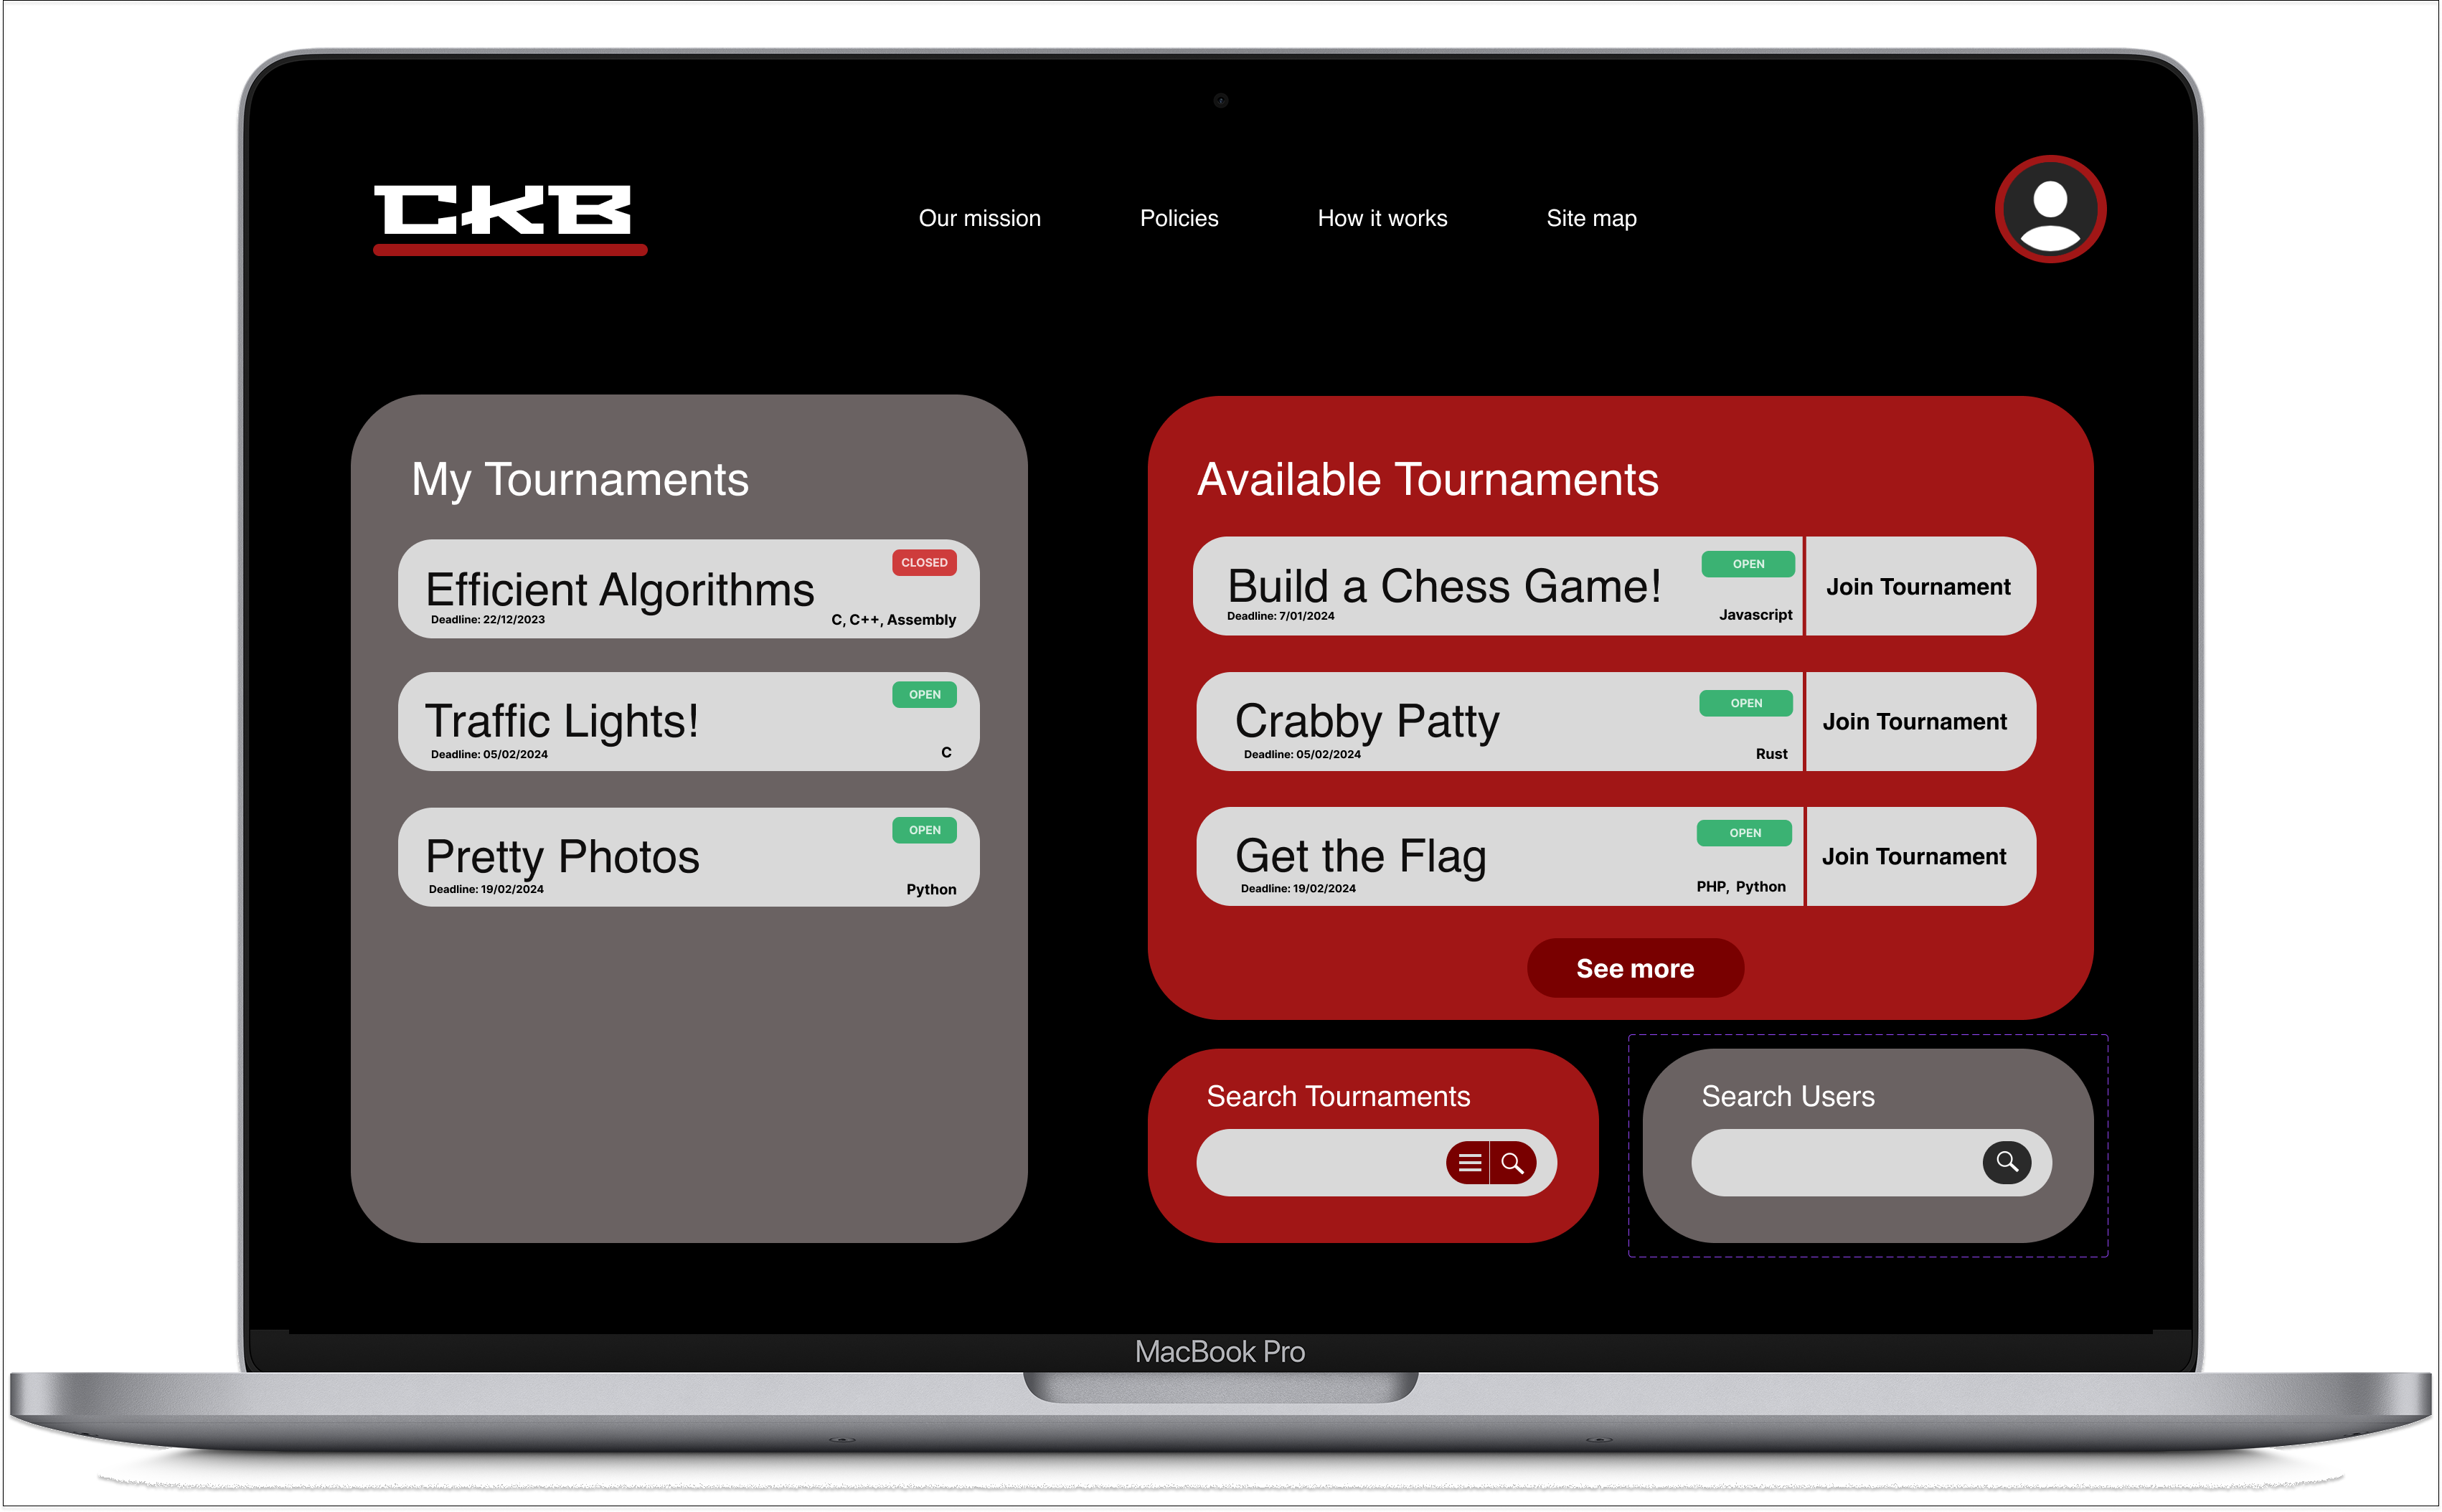 CKB
Our mission
Policies
How it works
Site map
My Tournaments
CLOSED
Efficient Algorithms
Deadline: 22/12/2023
C, C++, Assembly
OPEN
Traffic Lights!
Deadline: 05/02/2024
C
OPEN
Pretty Photos
Deadline: 19/02/2024
Python
Available Tournaments
OPEN
Build a Chess Game!
Join Tournament
Deadline: 7/01/2024
Javascript
OPEN
Crabby Patty
Join Tournament
Deadline: 05/02/2024
Rust
OPEN
Get the Flag
Join Tournament
Deadline: 19/02/2024
PHP, Python
See more
Search Tournaments
Search Users
MacBook Pro